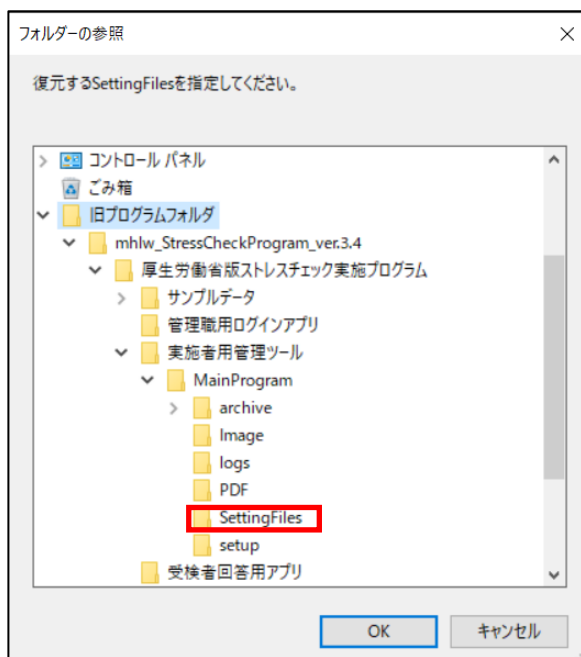 フォルダーの参照
復元するSettingFilesを指定してください。
コントロール パネル
ごみ箱
旧プログラムフォルダ
mhlw_StressCheckProgram_ver.3.4
厚生労働省版ストレスチェック実施プログラム
サンプルデータ
管理職用ログインアプリ
実施者用管理ツール
MainProgram
archive
Image
logs
PDF
SettingFiles
setup
受検者回答用アプリ
OK
キャンセル